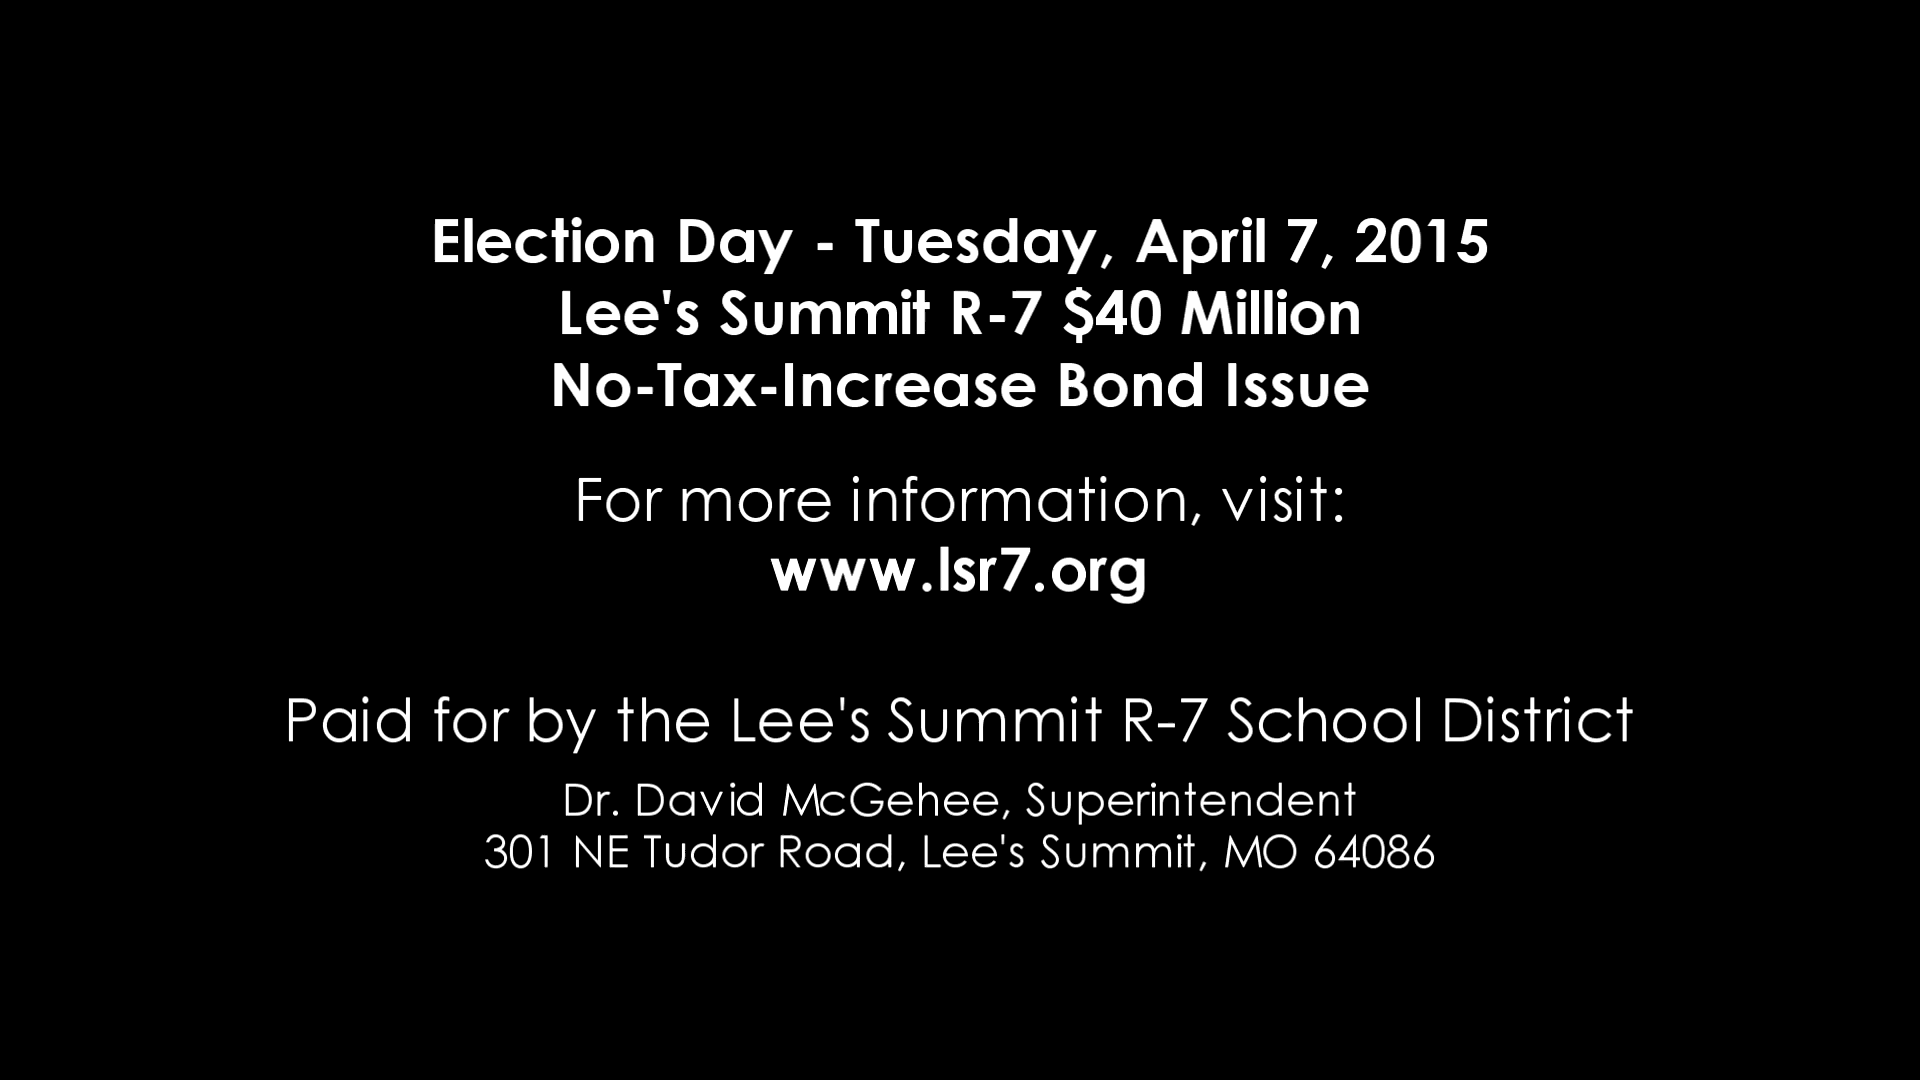 Election Day - Tuesday, April 7, 2015
Lee's Summit R-7 $40 Million
No-Tax-Increase Bond Issue
For more information, visit:
www.lsr7.org
Paid for by the Lee's Summit R-7 School District
Dr. David McGehee, Superintendent
301 NE Tudor Road, Lee's Summit, MO 64086